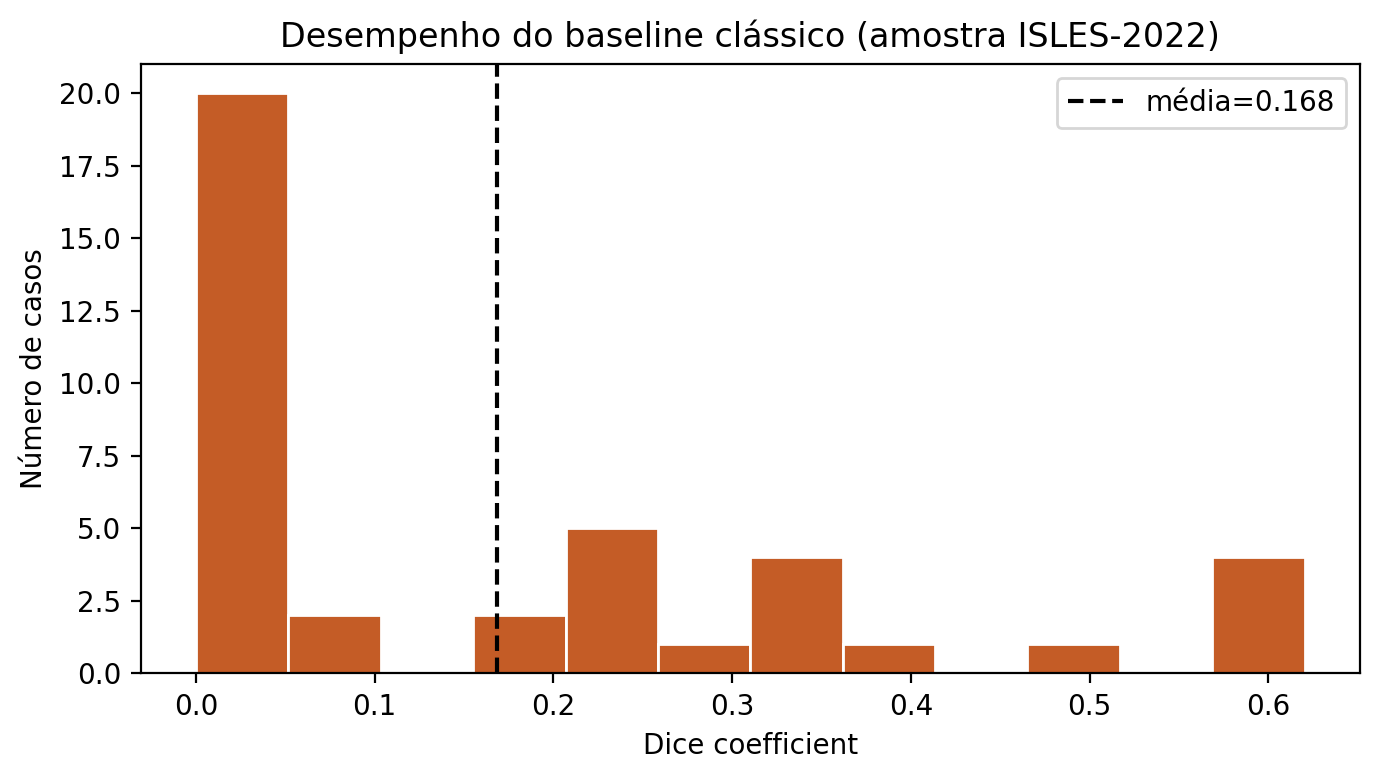 Desempenho do baseline clássico (amostra ISLES-2022)
média=0.168
Número de casos
20.0
17.5
15.0
12.5
10.0
7.5
5.0
2.5
0.0
0.0 0.1 0.2 0.3 0.4 0.5 0.6
Dice coefficient